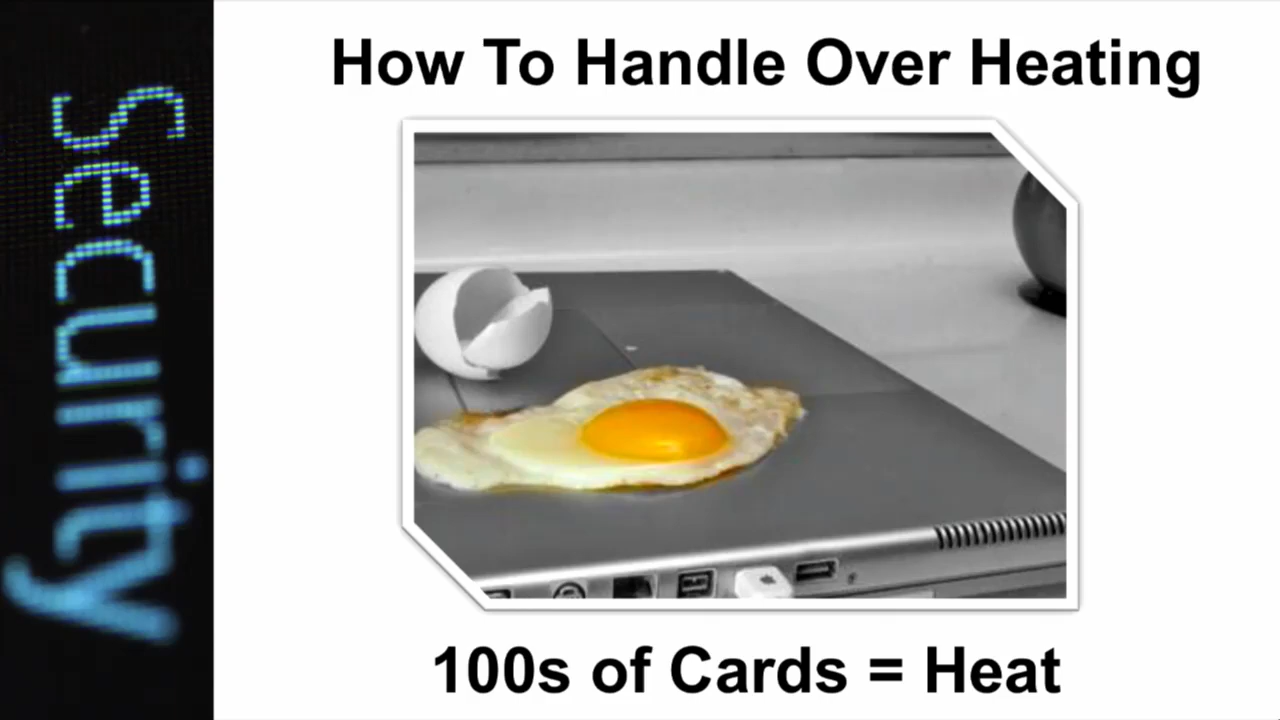 How To Handle Over Heating
Security
100s of Cards = Heat